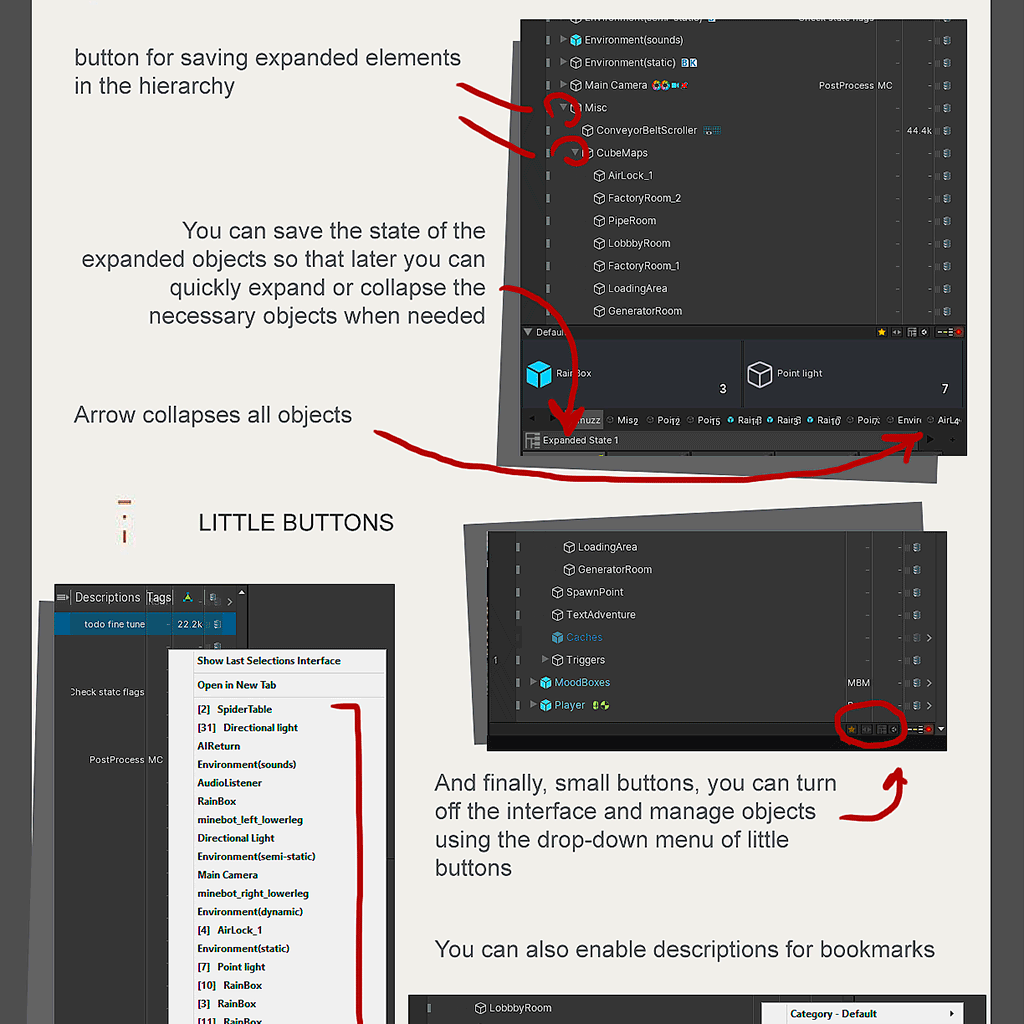 button for saving expanded elements
in the hierarchy
Environment(semi-static)
Check state flags
Environment(sounds)
Environment(static)
Main Camera
PostProcess MC
Misc
ConveyorBeltScroller
44.4k
CubeMaps
AirLock_1
FactoryRoom_2
PipeRoom
LobbbyRoom
FactoryRoom_1
LoadingArea
GeneratorRoom
You can save the state of the
expanded objects so that later you can
quickly expand or collapse the
necessary objects when needed
Default
RainBox
3
Point light
7
Expanded State 1
Arrow collapses all objects
LITTLE BUTTONS
LoadingArea
GeneratorRoom
SpawnPoint
TextAdventure
Caches
1
Triggers
MoodBoxes
MBM
Player
Descriptions Tags
todo fine tune
22.2k
Check statc flags
PostProcess MC
Show Last Selections Interface
Open in New Tab
[2] SpiderTable
[31] Directional light
AIReturn
Environment(sounds)
AudioListener
RainBox
minebot_left_lowerleg
Directional Light
Environment(semi-static)
Main Camera
minebot_right_lowerleg
Environment(dynamic)
[4] AirLock_1
Environment(static)
[7] Point light
[10] RainBox
[3] RainBox
[11] RainBox
And finally, small buttons, you can turn
off the interface and manage objects
using the drop-down menu of little
buttons
You can also enable descriptions for bookmarks
LobbbyRoom
Category - Default